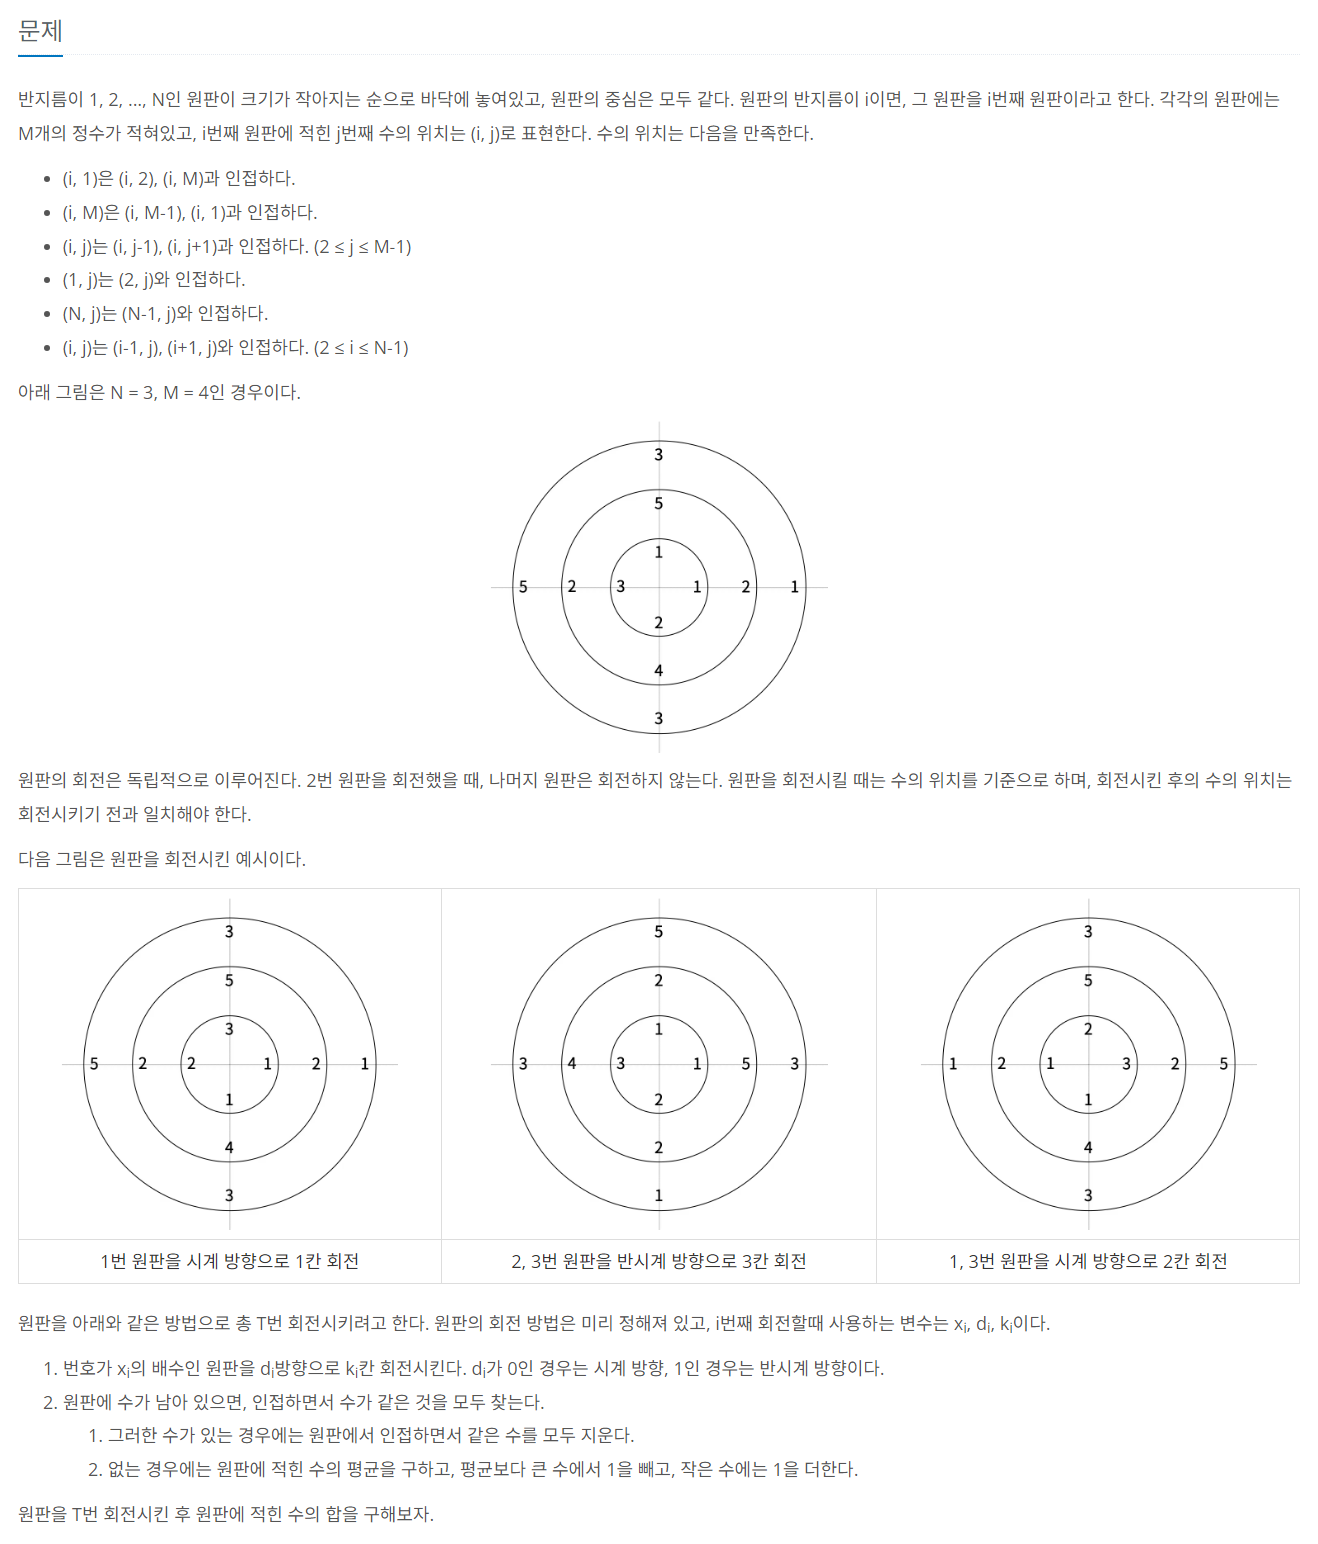 문제
반지름이 1, 2, ..., N인 원판이 크기가 작아지는 순으로 바닥에 놓여있고, 원판의 중심은 모두 같다. 원판의 반지름이 i이면, 그 원판을 i번째 원판이라고 한다. 각각의 원판에는
M개의 정수가 적혀있고, i번째 원판에 적힌 j번째 수의 위치는 (i, j)로 표현한다. 수의 위치는 다음을 만족한다.
• (i, 1)은 (i, 2), (i, M)과 인접하다.
• (i, M)은 (i, M-1), (i, 1)과 인접하다.
• (i, j)는 (i, j-1), (i, j+1)과 인접하다. (2 ≤ j ≤ M-1)
• (1, j)는 (2, j)와 인접하다.
• (N, j)는 (N-1, j)와 인접하다.
• (i, j)는 (i-1, j), (i+1, j)와 인접하다. (2 ≤ i ≤ N-1)
아래 그림은 N = 3, M = 4인 경우이다.
3
5
1
5 2 3 1 2 1
2
4
3
원판의 회전은 독립적으로 이루어진다. 2번 원판을 회전했을 때, 나머지 원판은 회전하지 않는다. 원판을 회전시킬 때는 수의 위치를 기준으로 하며, 회전시킨 후의 수의 위치는
회전시키기 전과 일치해야 한다.
다음 그림은 원판을 회전시킨 예시이다.
3
5
3
5 2 2 1 2 1
1
4
3
5
2
1
3 4 3 1 5 3
2
2
1
3
5
2
1 2 1 3 2 5
1
4
3
1번 원판을 시계 방향으로 1칸 회전
2, 3번 원판을 반시계 방향으로 3칸 회전
1, 3번 원판을 시계 방향으로 2칸 회전
원판을 아래와 같은 방법으로 총 T번 회전시키려고 한다. 원판의 회전 방법은 미리 정해져 있고, i번째 회전할때 사용하는 변수는 xi, di, ki이다.
1. 번호가 xi의 배수인 원판을 di방향으로 ki칸 회전시킨다. di가 0인 경우는 시계 방향, 1인 경우는 반시계 방향이다.
2. 원판에 수가 남아 있으면, 인접하면서 수가 같은 것을 모두 찾는다.
1. 그러한 수가 있는 경우에는 원판에서 인접하면서 같은 수를 모두 지운다.
2. 없는 경우에는 원판에 적힌 수의 평균을 구하고, 평균보다 큰 수에서 1을 빼고, 작은 수에는 1을 더한다.
원판을 T번 회전시킨 후 원판에 적힌 수의 합을 구해보자.